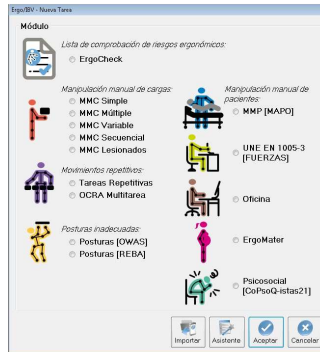 Ergo/IBV - Nueva Tarea
Módulo
Lista de comprobación de riesgos ergonómicos:
ErgoCheck
Manipulación manual de cargas:
MMC Simple
MMC Múltiple
MMC Variable
MMC Secuencial
MMC Lesionados
Movimientos repetitivos:
Tareas Repetitivas
OCRA Multitarea
Posturas inadecuadas:
Posturas [OWAS]
Posturas [REBA]
Manipulación manual de
pacientes:
MMP [MAPO]
UNE EN 1005-3
[FUERZAS]
Oficina
ErgoMater
Psicosocial
[CoPsoQ-istas21]
Importar
Asistente
Aceptar
Cancelar